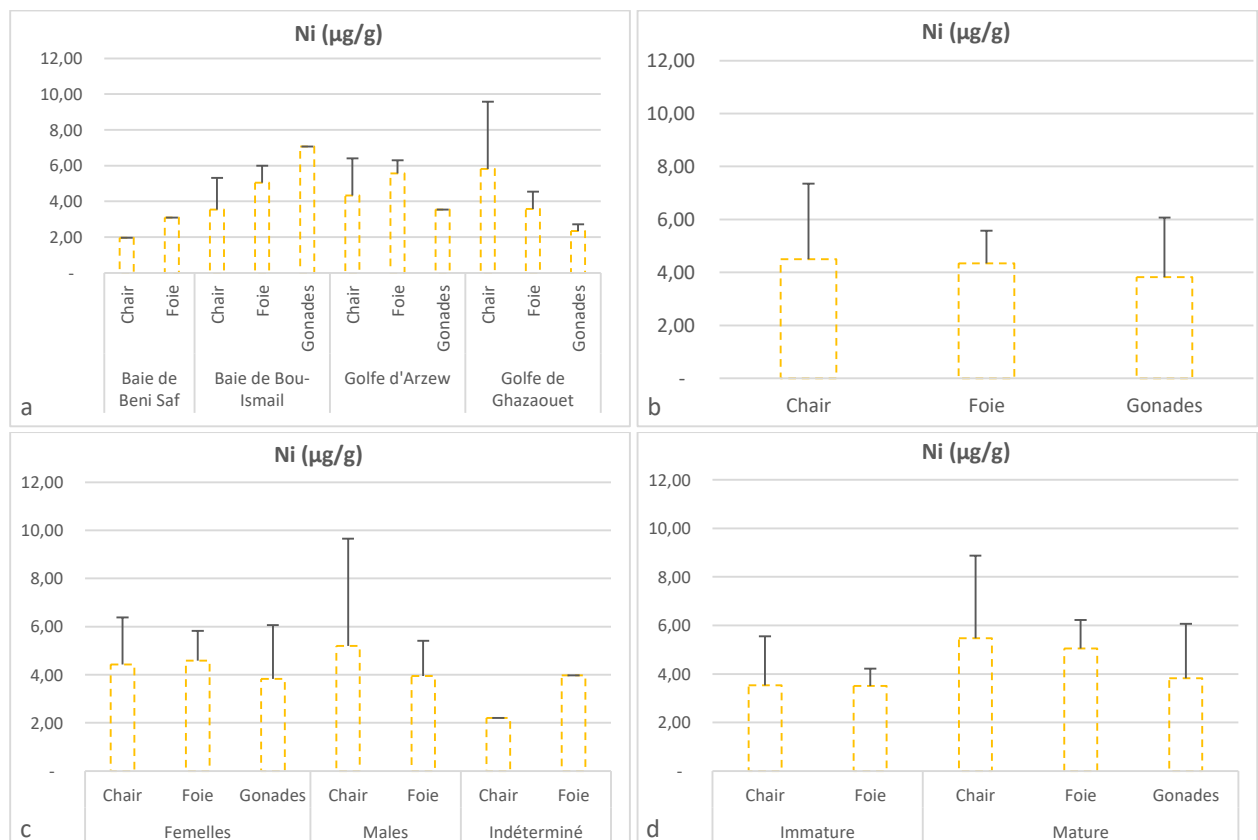 Ni (µg/g)
12,00
10,00
8,00
6,00
4,00
2,00
-
Chair
Foie
Chair
Foie
Gonades
Chair
Foie
Gonades
Chair
Foie
Gonades
Baie de
Beni Saf
Baie de Bou-
Ismail
Golfe d'Arzew
Golfe de
Ghazaouet
a
Ni (µg/g)
12,00
10,00
8,00
6,00
4,00
2,00
-
Chair Foie Gonades
b
Ni (µg/g)
12,00
10,00
8,00
6,00
4,00
2,00
-
Chair Foie Gonades Chair Foie Chair Foie
Femelles Males Indéterminé
c
Ni (µg/g)
12,00
10,00
8,00
6,00
4,00
2,00
-
Chair Foie Chair Foie Gonades
Immature Mature
d